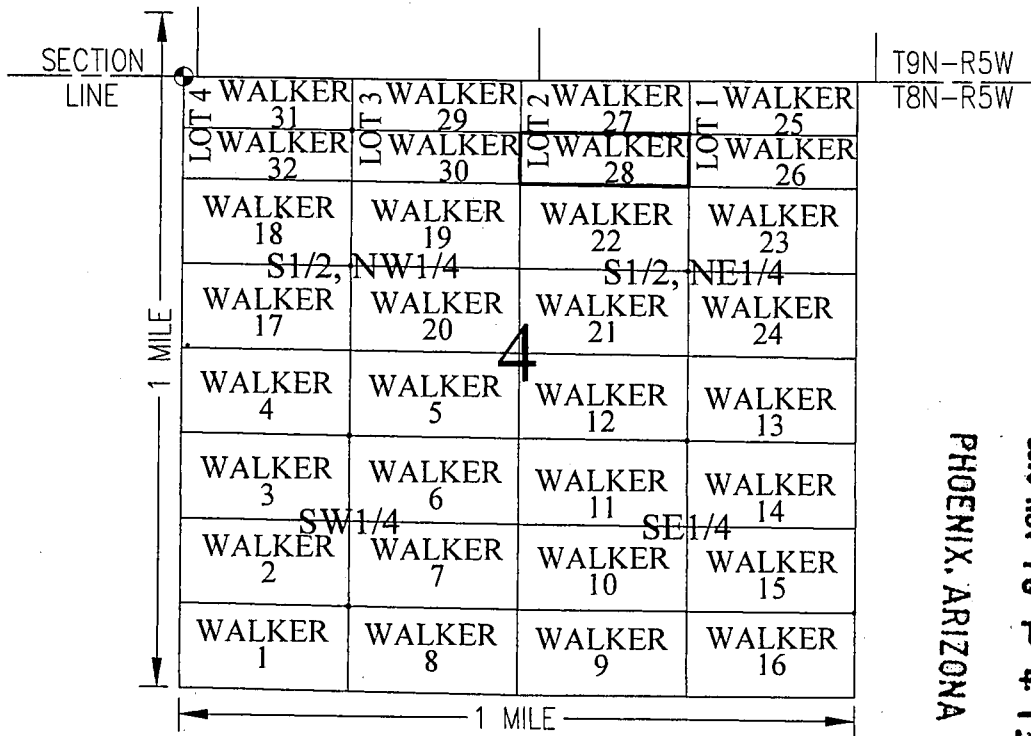 SECTION
LINE
T9N-R5W
T8N-R5W
LOT 4
WALKER
31
LOT 3
WALKER
29
LOT 2
WALKER
27
LOT 1
WALKER
25
WALKER
32
WALKER
30
WALKER
28
WALKER
26
WALKER
18
WALKER
19
WALKER
22
WALKER
23
S1/2, NW1/4
S1/2, NE1/4
WALKER
17
WALKER
20
WALKER
21
WALKER
24
4
1 MILE
WALKER
4
WALKER
5
WALKER
12
WALKER
13
WALKER
3
WALKER
6
WALKER
11
WALKER
14
SW1/4
SE1/4
WALKER
2
WALKER
7
WALKER
10
WALKER
15
WALKER
1
WALKER
8
WALKER
9
WALKER
16
1 MILE
PHOENIX, ARIZONA